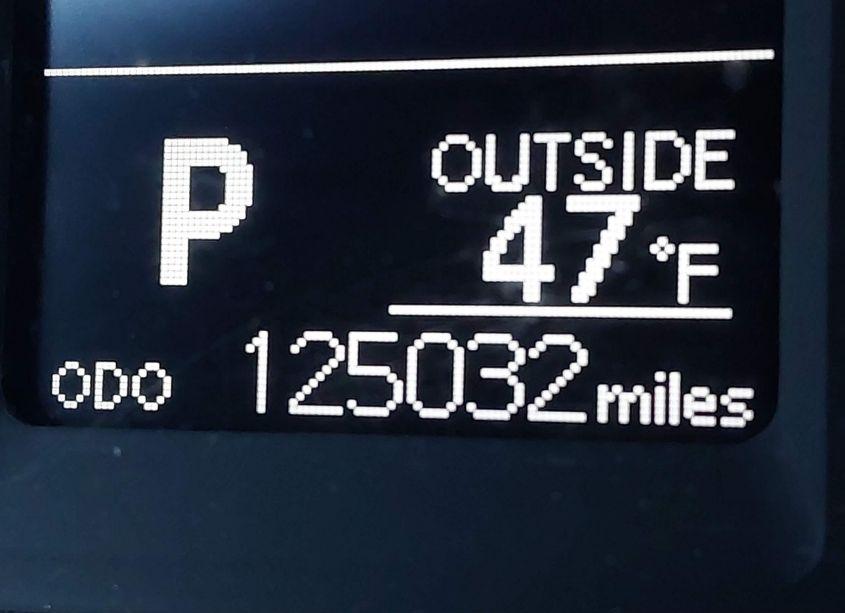 P
OUTSIDE
47°F
ODO 125032 miles